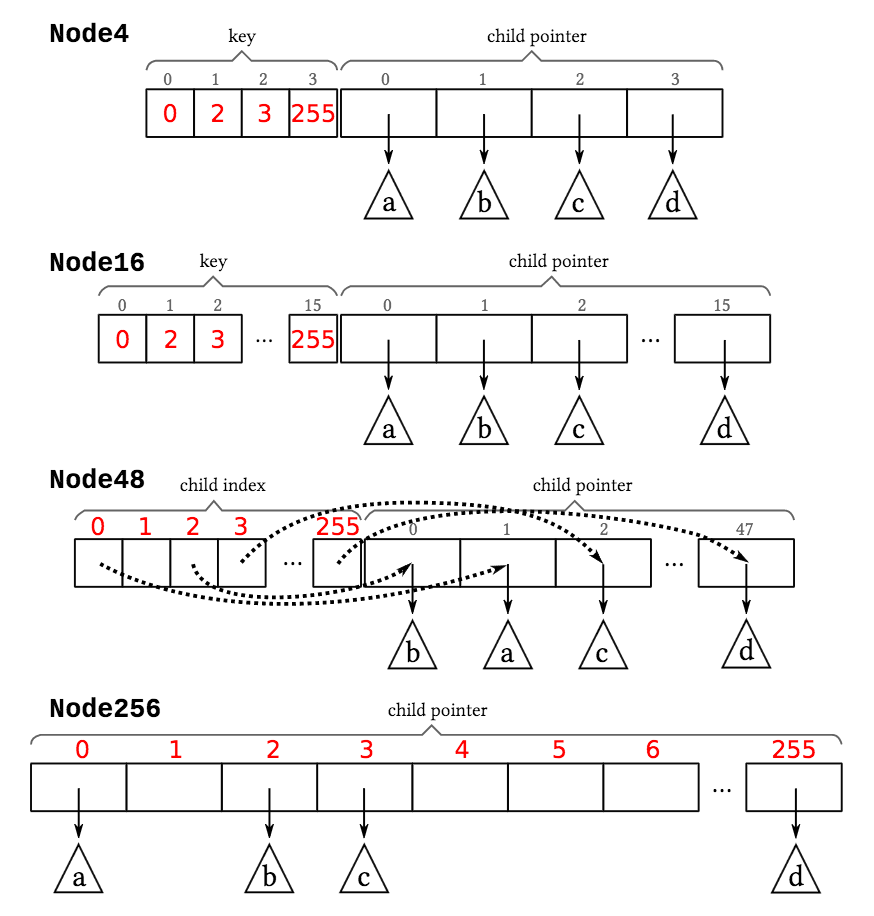 Node4
key child pointer
0 1 2 3 0 1 2 3
0 2 3 255
a b c d
Node16
key child pointer
0 1 2 15 0 1 2 15
0 2 3 ... 255 ...
a b c d
Node48
child index child pointer
0 1 2 3 255 0 1 2 47
... ...
b a c d
Node256
child pointer
0 1 2 3 4 5 6 255
...
a b c d